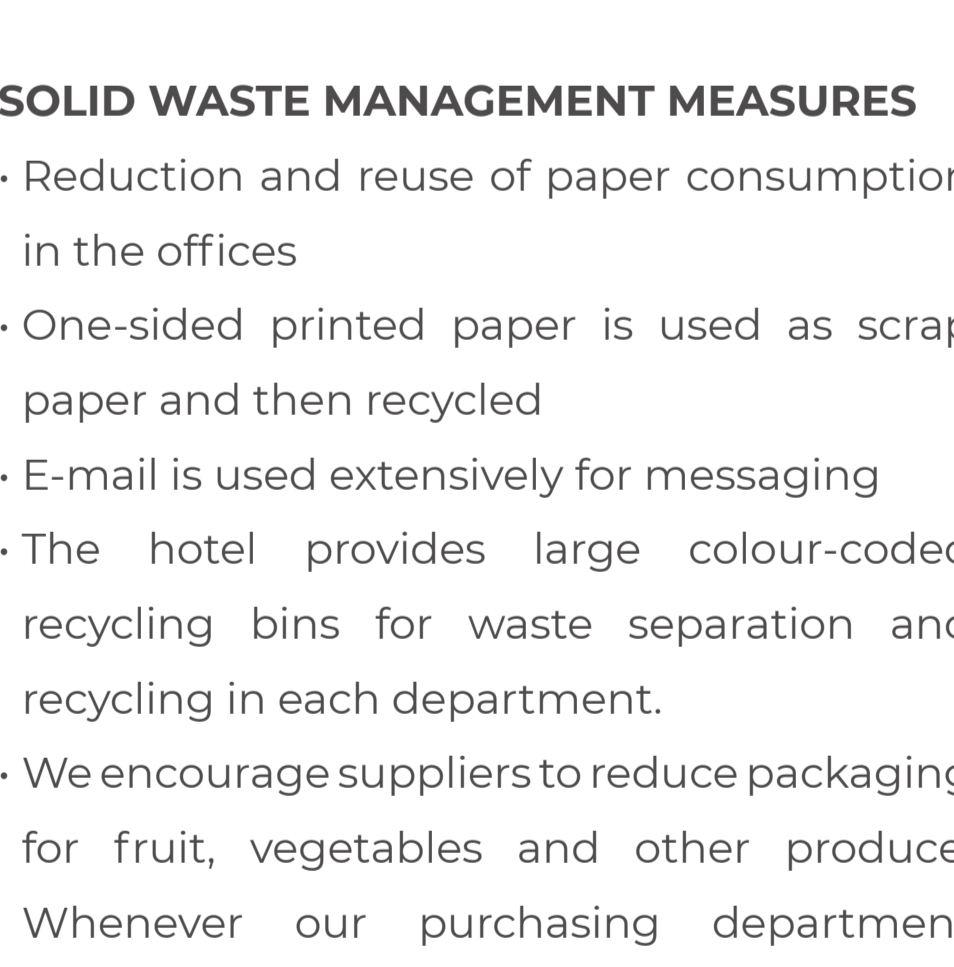 SOLID WASTE MANAGEMENT MEASURES
• Reduction and reuse of paper consumption
in the offices
• One-sided printed paper is used as scrap
paper and then recycled
• E-mail is used extensively for messaging
• The hotel provides large colour-coded
recycling bins for waste separation and
recycling in each department.
• We encourage suppliers to reduce packaging
for fruit, vegetables and other produce
Whenever our purchasing department